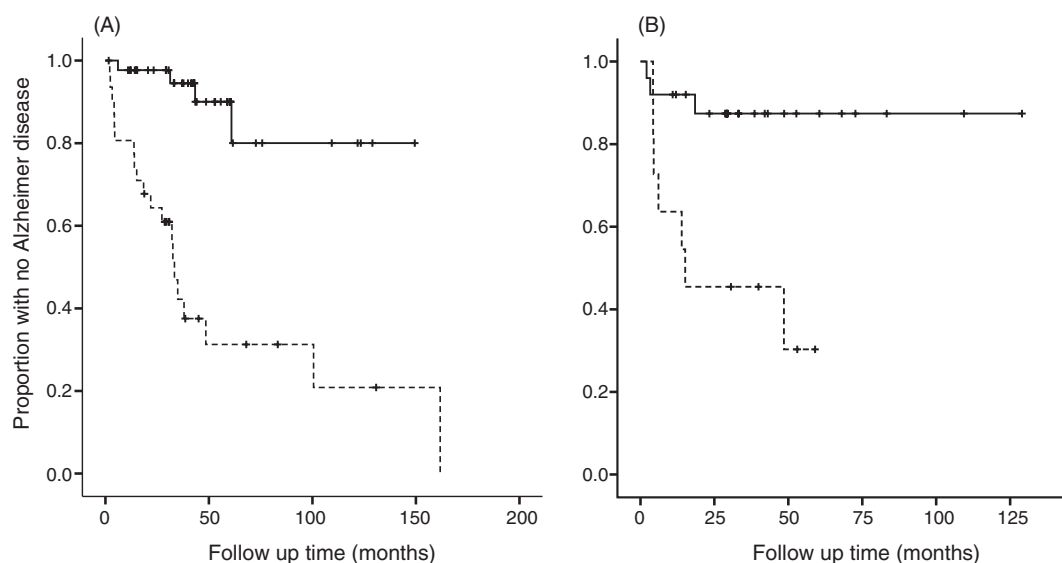 (A)
Proportion with no Alzheimer disease
1.0
0.8
0.6
0.4
0.2
0.0
0 50 100 150 200
Follow up time (months)
(B)
1.0
0.8
0.6
0.4
0.2
0.0
0 25 50 75 100 125
Follow up time (months)